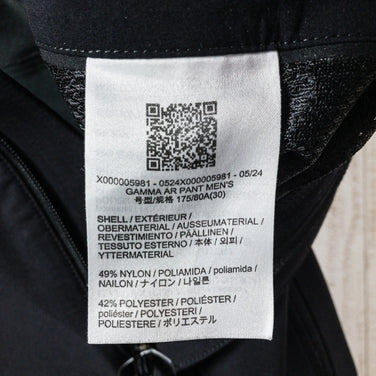 X000005981 - 0524X000005981 - 05/24
GAMMA AR PANT MEN'S
号型/规格 175/80A(30)
SHELL / EXTÉRIEUR /
OBERMATERIAL / AUSSEUMATERIAL /
REVESTIMIENTO / PÄÄLLINEN /
TESSUTO ESTERNO / 本体 / 외피 /
YTTERMATERIAL
49% NYLON / POLIAMIDA / poliamida /
NAILON / ナイロン / 나일론
42% POLYESTER / POLIÉSTER /
poliéster / POLYESTERI /
POLIESTERE / ポリエステル